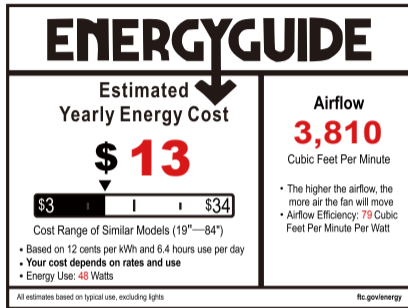 ENERGYGUIDE
Estimated
Yearly Energy Cost
$ 13
$3 $34
Cost Range of Similar Models (19"—84")
• Based on 12 cents per kWh and 6.4 hours use per day
• Your cost depends on rates and use
• Energy Use: 48 Watts
Airflow
3,810
Cubic Feet Per Minute
• The higher the airflow, the
more air the fan will move
• Airflow Efficiency: 79 Cubic
Feet Per Minute Per Watt
All estimates based on typical use, excluding lights
ftc.gov/energy